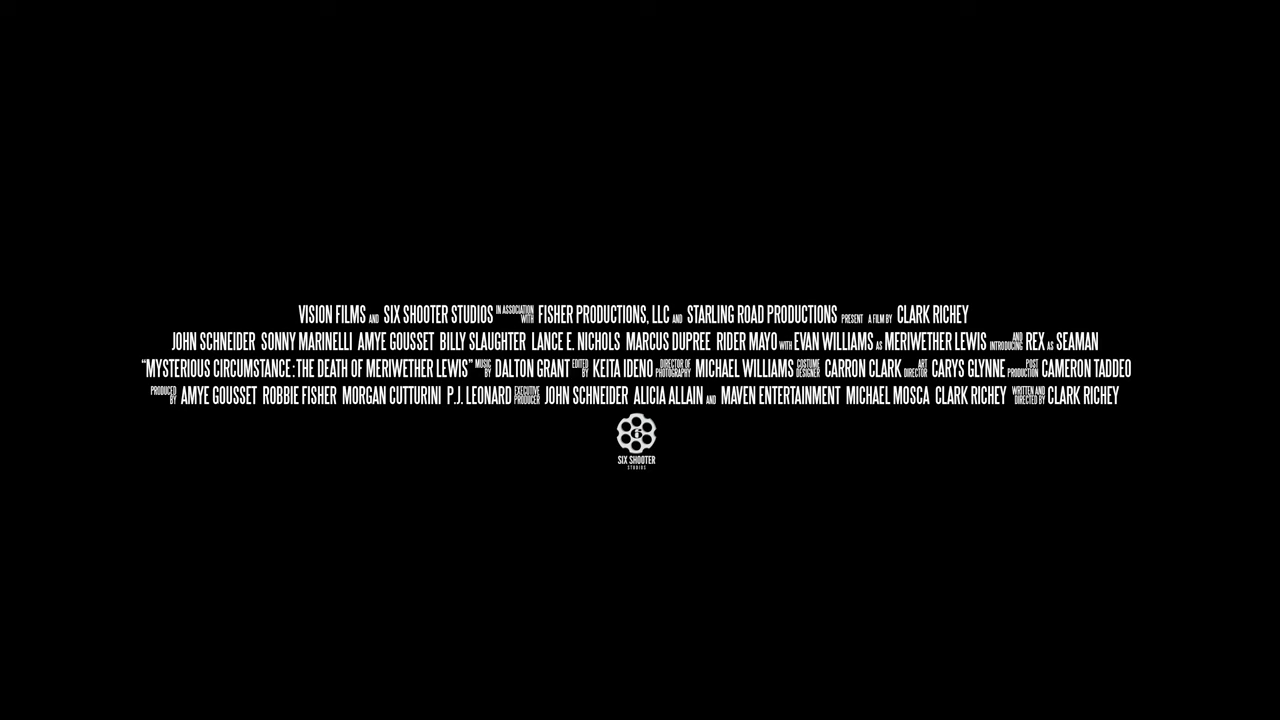 VISION FILMS AND SIX SHOOTER STUDIOS IN ASSOCIATION WITH FISHER PRODUCTIONS, LLC AND STARLING ROAD PRODUCTIONS PRESENT A FILM BY CLARK RICHEY
JOHN SCHNEIDER SONNY MARINELLI AMYE GOUSSET BILLY SLAUGHTER LANCE E. NICHOLS MARCUS DUPREE RIDER MAYO WITH EVAN WILLIAMS AS MERIWETHER LEWIS AND INTRODUCING REX AS SEAMAN
“MYSTERIOUS CIRCUMSTANCE: THE DEATH OF MERIWETHER LEWIS” MUSIC BY DALTON GRANT EDITED BY KEITA IDENO DIRECTOR OF PHOTOGRAPHY MICHAEL WILLIAMS COSTUME DESIGNER CARRON CLARK ART DIRECTOR CARYS GLYNNE POST PRODUCTION CAMERON TADDEO
PRODUCED BY AMYE GOUSSET ROBBIE FISHER MORGAN CUTTURINI P.J. LEONARD EXECUTIVE PRODUCER JOHN SCHNEIDER ALICIA ALLAIN AND MAVEN ENTERTAINMENT MICHAEL MOSCA CLARK RICHEY WRITTEN AND DIRECTED BY CLARK RICHEY
6
SIX SHOOTER
STUDIOS